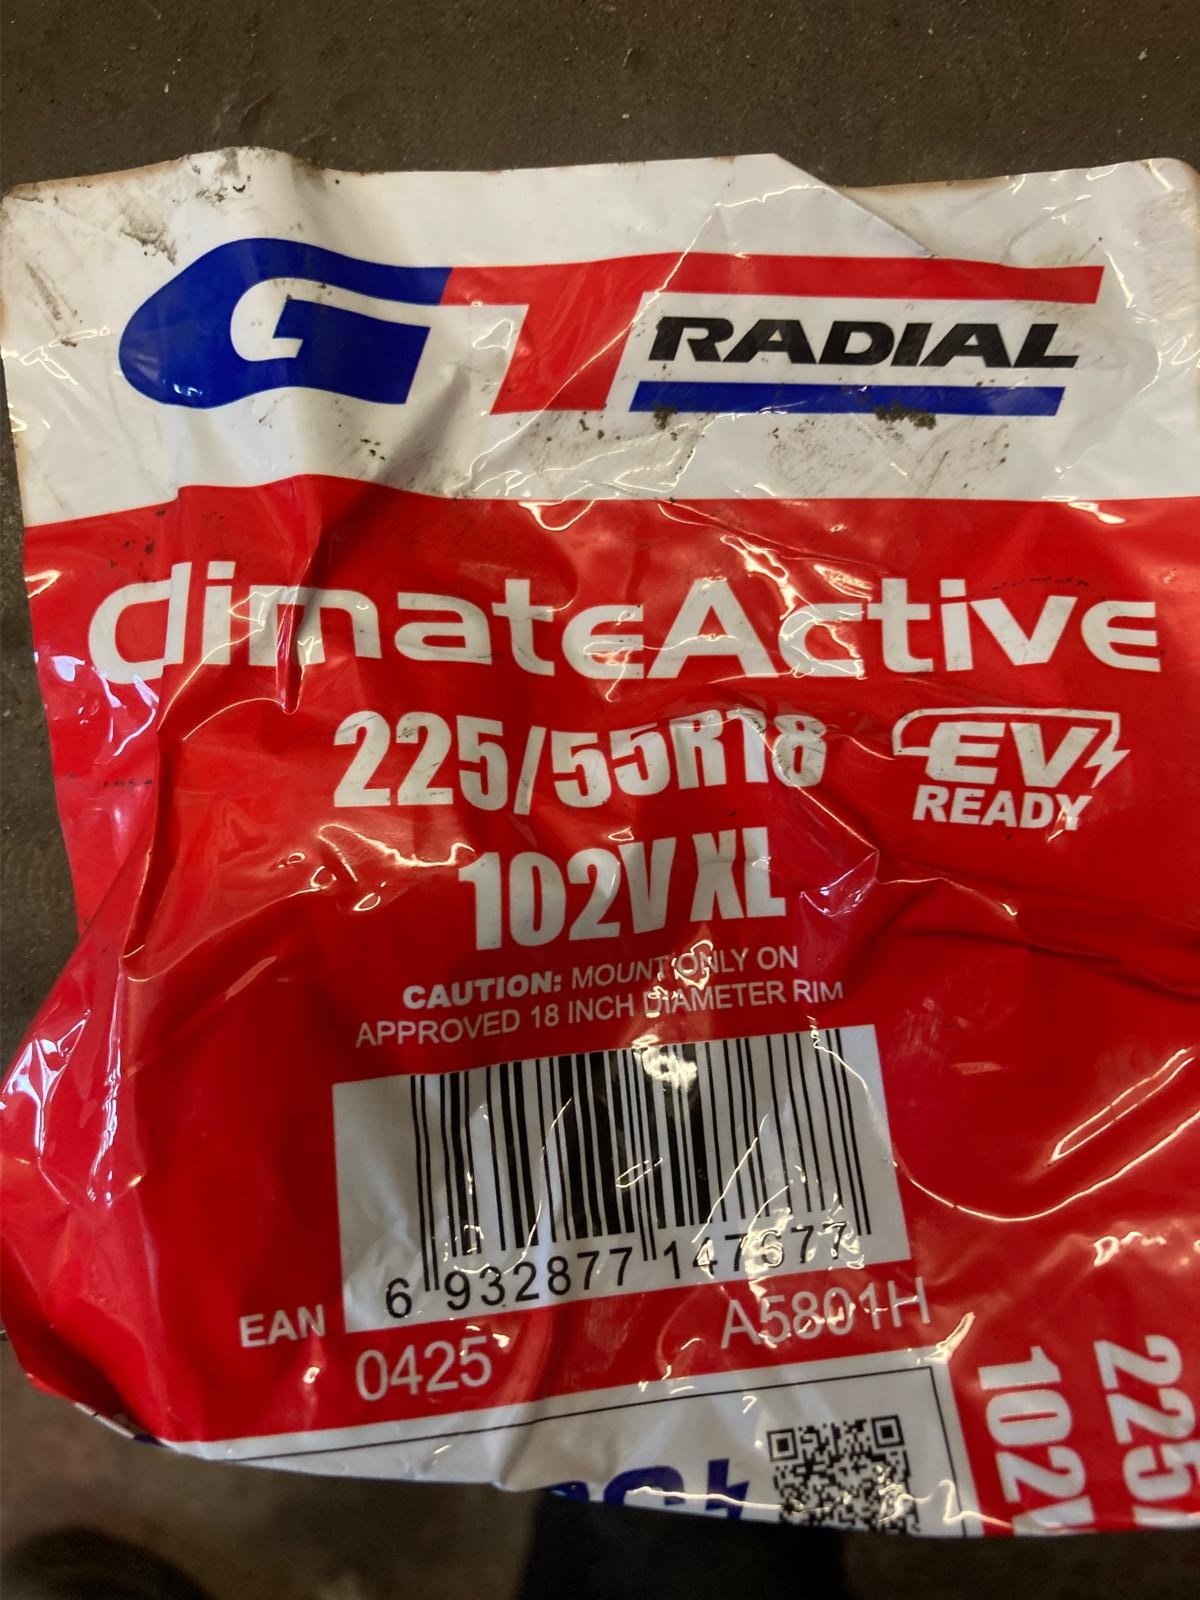 GT RADIAL
climateActive
225/55R18
102V XL
EV
READY
CAUTION: MOUNT ONLY ON
APPROVED 18 INCH DIAMETER RIM
6 932877 147677
EAN
0425
A5801H
225/
102V